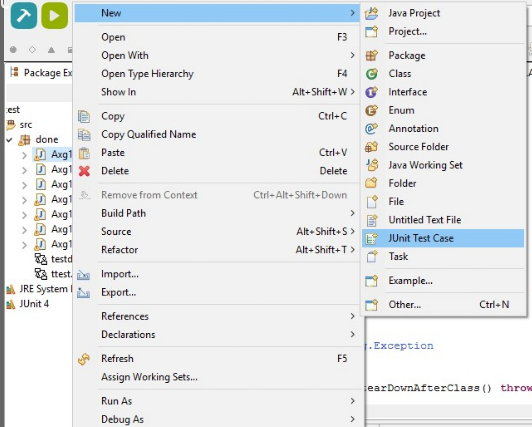 New
Open F3
Open With
Open Type Hierarchy F4
Show In Alt+Shift+W
Copy Ctrl+C
Copy Qualified Name
Paste Ctrl+V
Delete Delete
Remove from Context Ctrl+Alt+Shift+Down
Build Path
Source Alt+Shift+S
Refactor Alt+Shift+T
Import...
Export...
References
Declarations
Refresh F5
Assign Working Sets...
Run As
Debug As
Java Project
Project...
Package
Class
Interface
Enum
Annotation
Source Folder
Java Working Set
Folder
File
Untitled Text File
JUnit Test Case
Task
Example...
Other... Ctrl+N
Package Ex
src
done
Axg1
Axg1
Axg1
Axg1
Axg1
Axg1
Axg1
testd
ttest.
JRE System
JUnit 4
.Exception
earDownAfterClass() throw